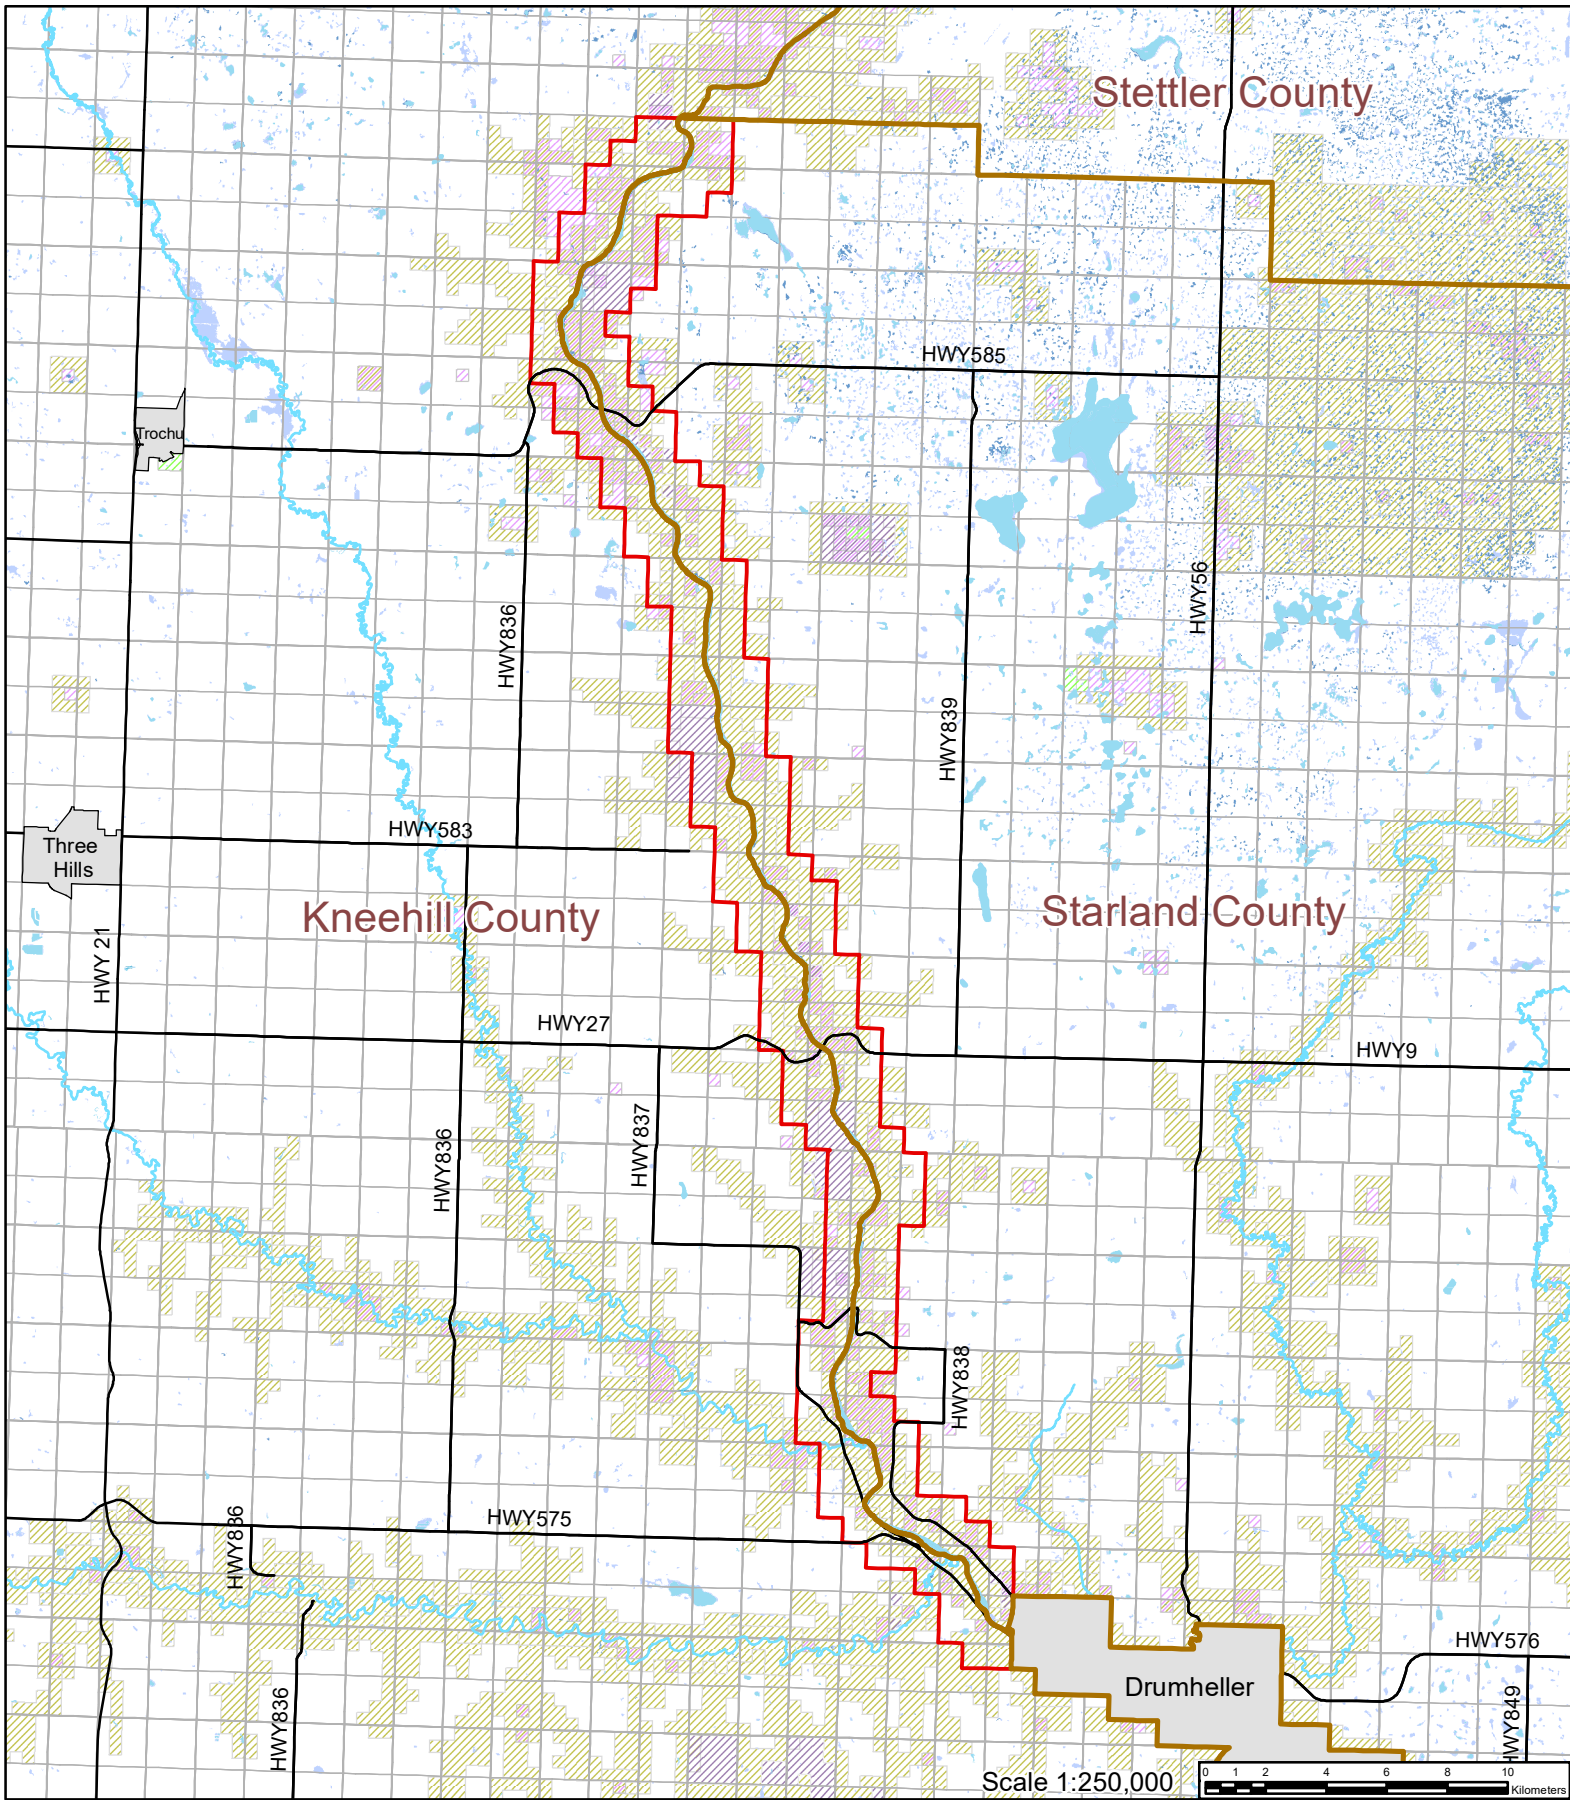 Stettler County
HWY585
Trochu
HWY56
HWY836
HWY839
HWY583
Three
Hills
Kneehill County
Starland County
HWY 21
HWY27
HWY9
HWY837
HWY836
HWY838
HWY575
HWY836
HWY576
Drumheller
HWY836
HWY849
Scale 1:250,000
0 1 2 4 6 8 10
Kilometers